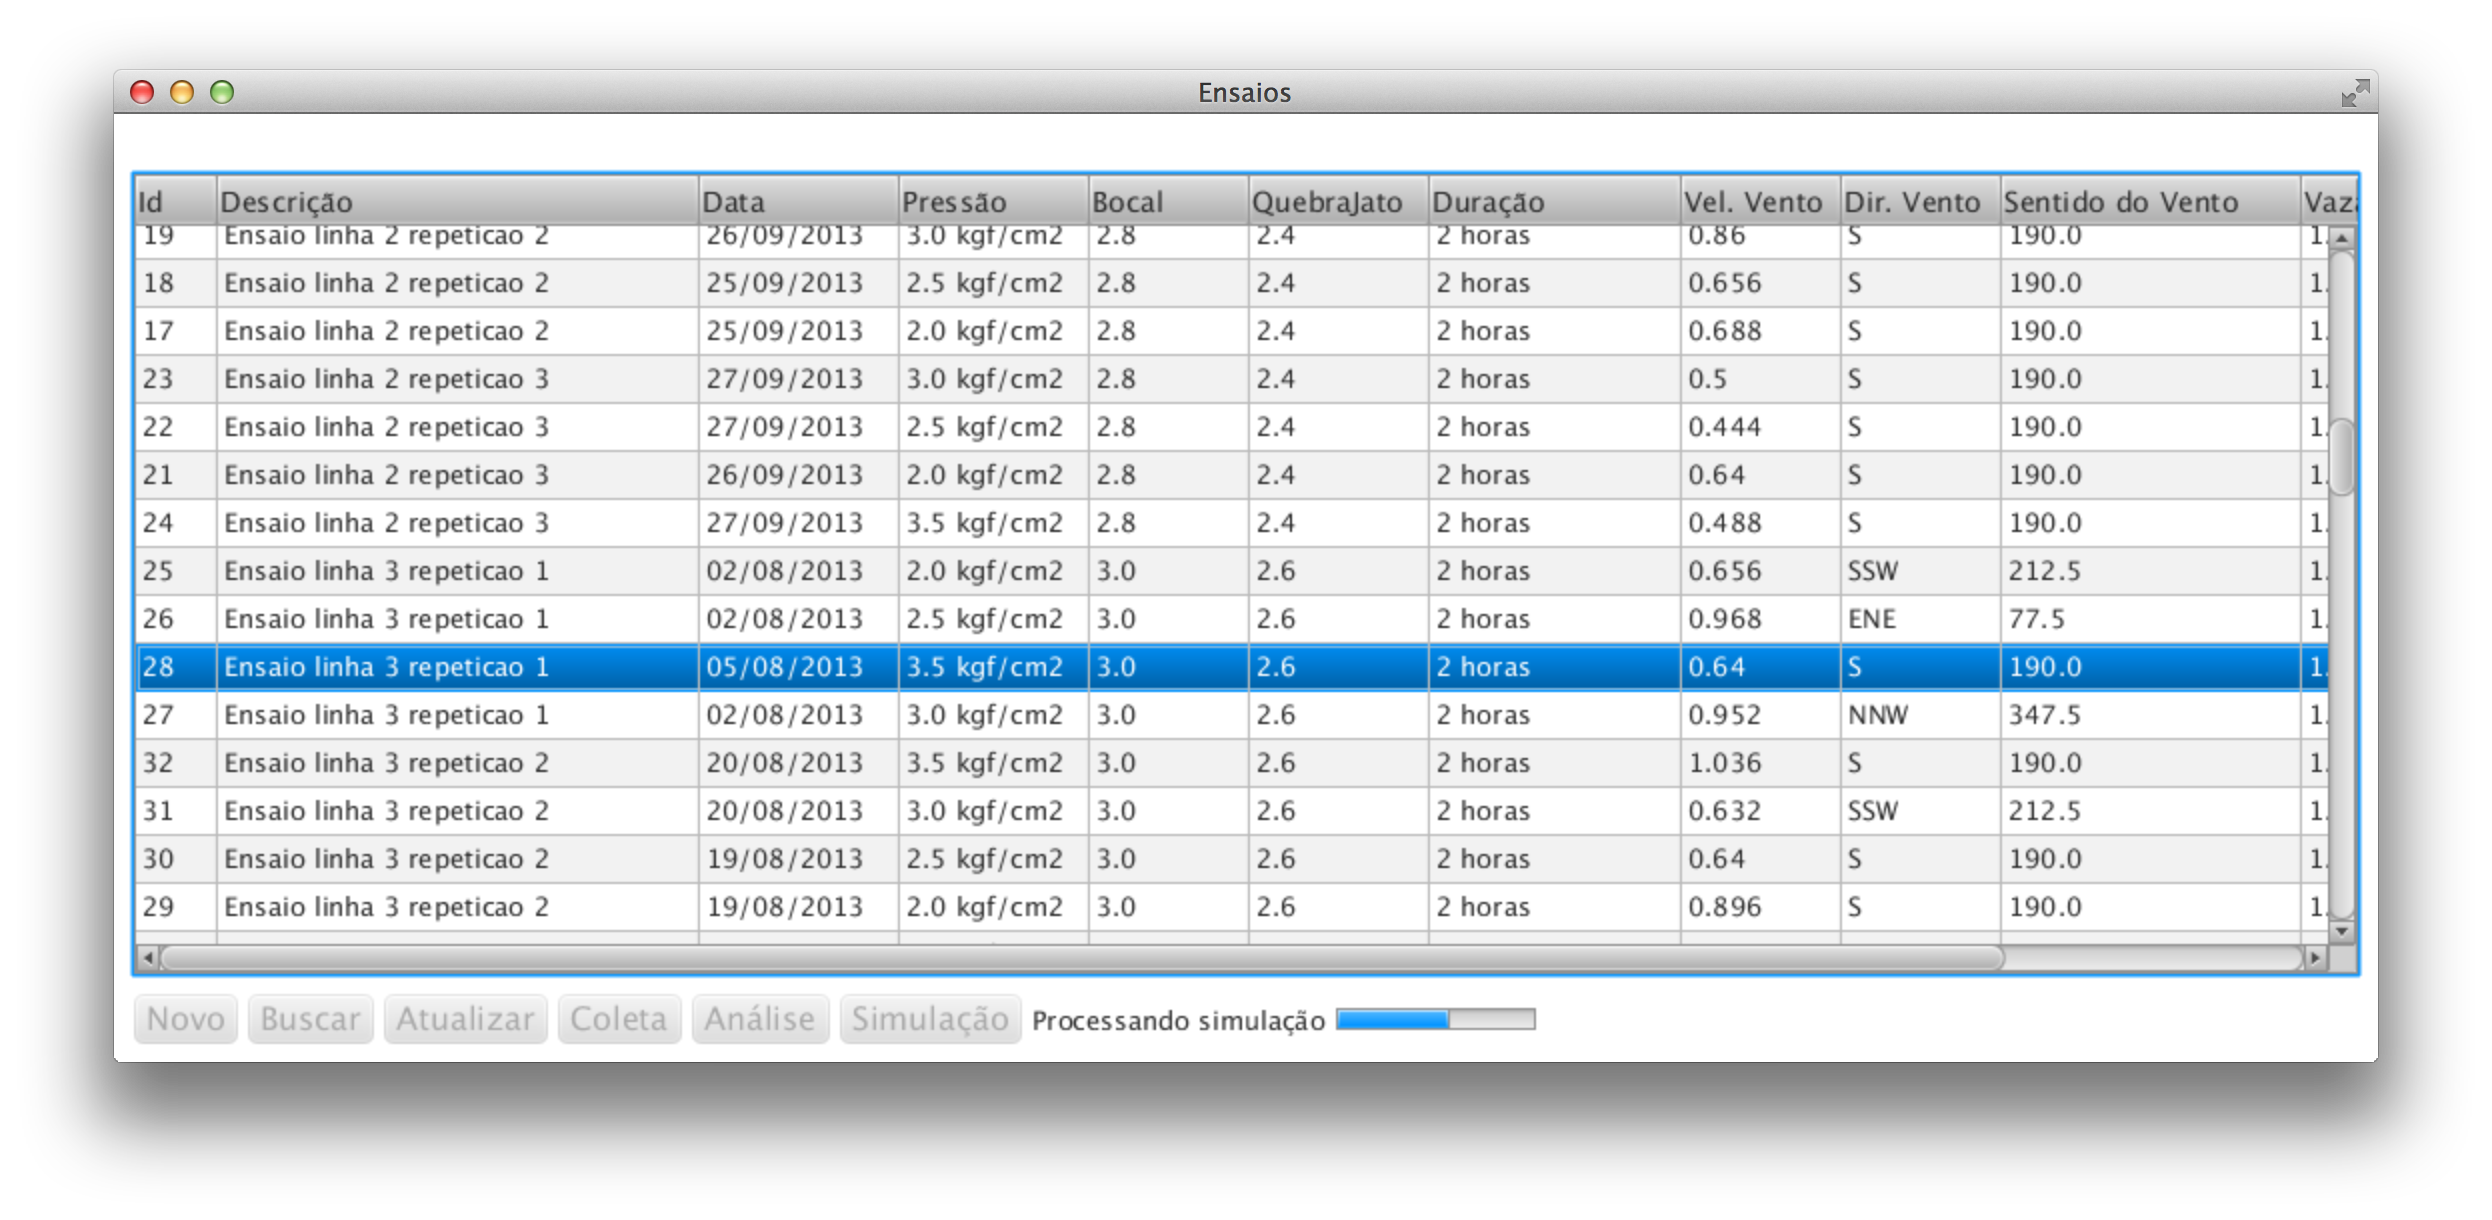 Ensaios
Id Descrição Data Pressão Bocal QuebraJato Duração Vel. Vento Dir. Vento Sentido do Vento
19 Ensaio linha 2 repeticao 2 26/09/2013 3.0 kgf/cm2 2.8 2.4 2 horas 0.86 S 190.0 1.
18 Ensaio linha 2 repeticao 2 25/09/2013 2.5 kgf/cm2 2.8 2.4 2 horas 0.656 S 190.0 1.
17 Ensaio linha 2 repeticao 2 25/09/2013 2.0 kgf/cm2 2.8 2.4 2 horas 0.688 S 190.0 1.
23 Ensaio linha 2 repeticao 3 27/09/2013 3.0 kgf/cm2 2.8 2.4 2 horas 0.5 S 190.0 1.
22 Ensaio linha 2 repeticao 3 27/09/2013 2.5 kgf/cm2 2.8 2.4 2 horas 0.444 S 190.0 1.
21 Ensaio linha 2 repeticao 3 26/09/2013 2.0 kgf/cm2 2.8 2.4 2 horas 0.64 S 190.0 1.
24 Ensaio linha 2 repeticao 3 27/09/2013 3.5 kgf/cm2 2.8 2.4 2 horas 0.488 S 190.0 1.
25 Ensaio linha 3 repeticao 1 02/08/2013 2.0 kgf/cm2 3.0 2.6 2 horas 0.656 SSW 212.5 1.
26 Ensaio linha 3 repeticao 1 02/08/2013 2.5 kgf/cm2 3.0 2.6 2 horas 0.968 ENE 77.5 1.
28 Ensaio linha 3 repeticao 1 05/08/2013 3.5 kgf/cm2 3.0 2.6 2 horas 0.64 S 190.0 1.
27 Ensaio linha 3 repeticao 1 02/08/2013 3.0 kgf/cm2 3.0 2.6 2 horas 0.952 NNW 347.5 1.
32 Ensaio linha 3 repeticao 2 20/08/2013 3.5 kgf/cm2 3.0 2.6 2 horas 1.036 S 190.0 1.
31 Ensaio linha 3 repeticao 2 20/08/2013 3.0 kgf/cm2 3.0 2.6 2 horas 0.632 SSW 212.5 1.
30 Ensaio linha 3 repeticao 2 19/08/2013 2.5 kgf/cm2 3.0 2.6 2 horas 0.64 S 190.0 1.
29 Ensaio linha 3 repeticao 2 19/08/2013 2.0 kgf/cm2 3.0 2.6 2 horas 0.896 S 190.0 1.
Novo Buscar Atualizar Coleta Análise Simulação Processando simulação